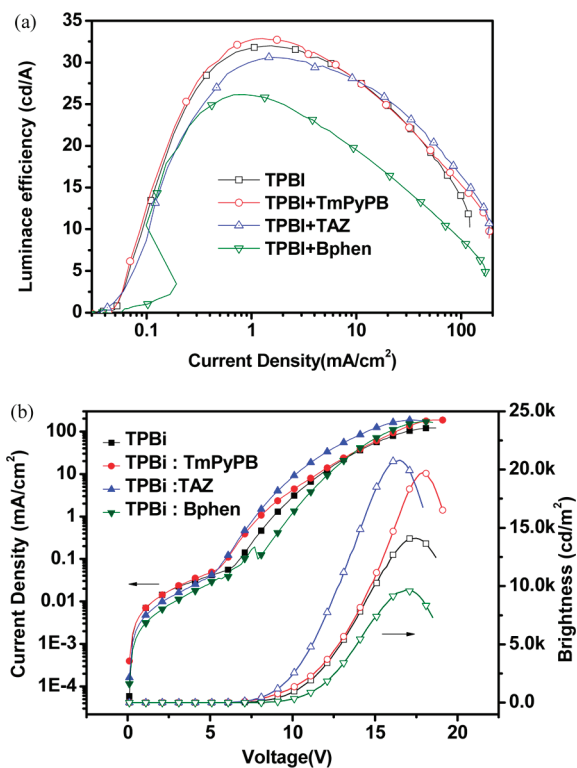 (a)
35
30
25
20
15
10
5
0
Luminace efficiency (cd/A)
TPBI
TPBI+TmPyPB
TPBI+TAZ
TPBI+Bphen
0.1 1 10 100
Current Density(mA/cm²)
(b)
100
10
1
0.1
0.01
1E-3
1E-4
Current Density (mA/cm²)
TPBi
TPBi : TmPyPB
TPBi :TAZ
TPBi : Bphen
25.0k
20.0k
15.0k
10.0k
5.0k
0.0
Brightness (cd/m²)
0 5 10 15 20
Voltage(V)